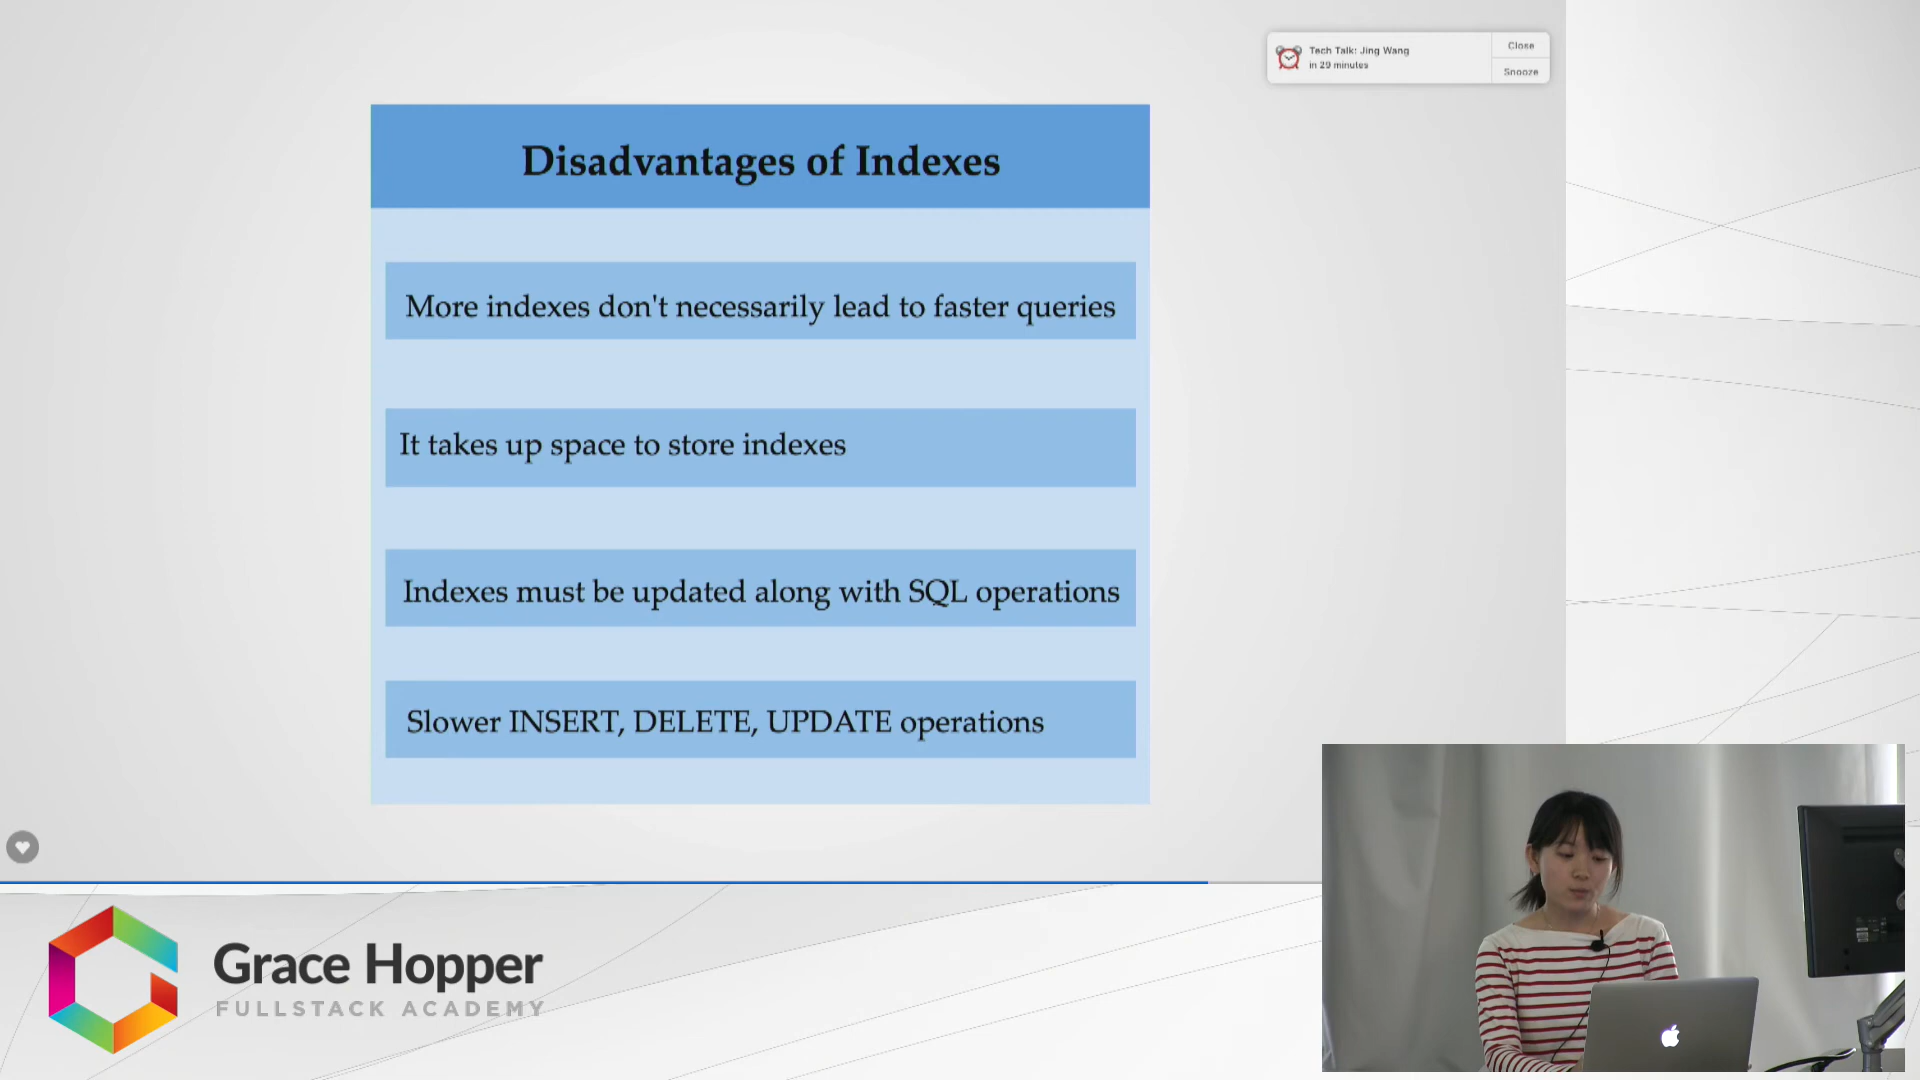 Tech Talk: Jing Wang
in 29 minutes
Close
Snooze
Disadvantages of Indexes
More indexes don't necessarily lead to faster queries
It takes up space to store indexes
Indexes must be updated along with SQL operations
Slower INSERT, DELETE, UPDATE operations
Grace Hopper
FULLSTACK ACADEMY